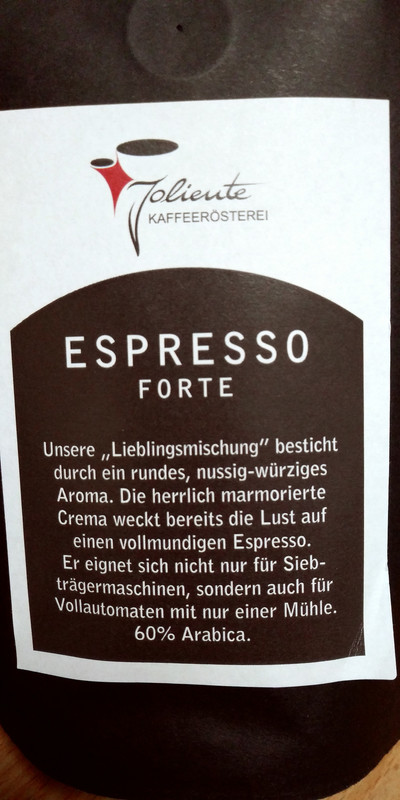 Joliente
KAFFEERÖSTEREI
ESPRESSO
FORTE
Unsere „Lieblingsmischung” besticht
durch ein rundes, nussig-würziges
Aroma. Die herrlich marmorierte
Crema weckt bereits die Lust auf
einen vollmundigen Espresso.
Er eignet sich nicht nur für Sieb-
trägermaschinen, sondern auch für
Vollautomaten mit nur einer Mühle.
60% Arabica.